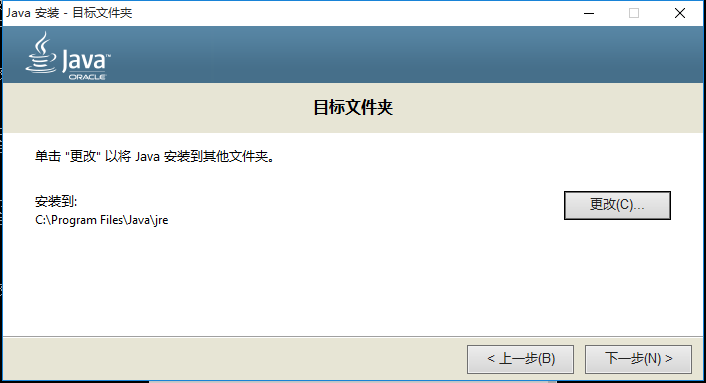 Java 安装 - 目标文件夹
Java™
ORACLE
目标文件夹
单击 "更改" 以将 Java 安装到其他文件夹。
安装到:
C:\Program Files\Java\jre
更改(C)...
< 上一步(B)
下一步(N) >